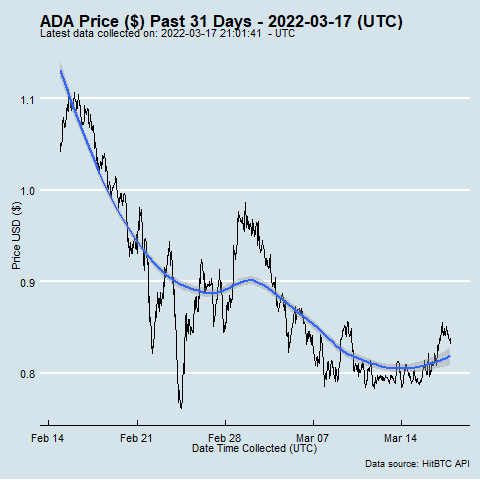 ADA Price ($) Past 31 Days - 2022-03-17 (UTC)
Latest data collected on: 2022-03-17 21:01:41  - UTC
1.1
1.0
0.9
0.8
Price USD ($)
Feb 14 Feb 21 Feb 28 Mar 07 Mar 14
Date Time Collected (UTC)
Data source: HitBTC API